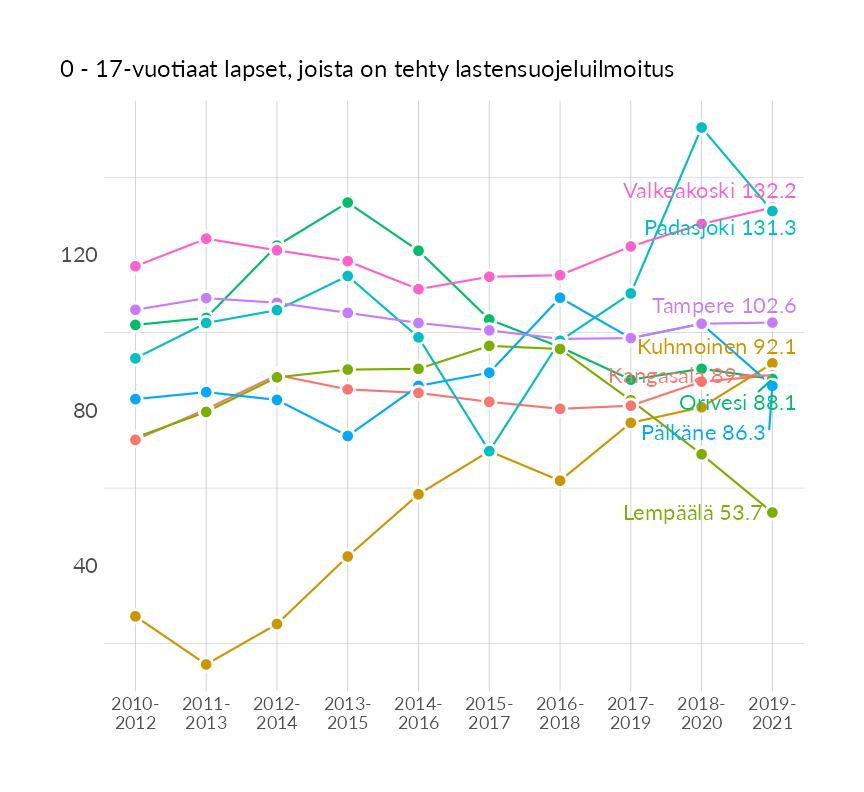 0 - 17-vuotiaat lapset, joista on tehty lastensuojeluilmoitus
Valkeakoski 132.2
Padasjoki 131.3
120
Tampere 102.6
Kuhmoinen 92.1
Kangasala 89
Orivesi 88.1
80
Pälkäne 86.3
Lempäälä 53.7
40
2010-
2012
2011-
2013
2012-
2014
2013-
2015
2014-
2016
2015-
2017
2016-
2018
2017-
2019
2018-
2020
2019-
2021